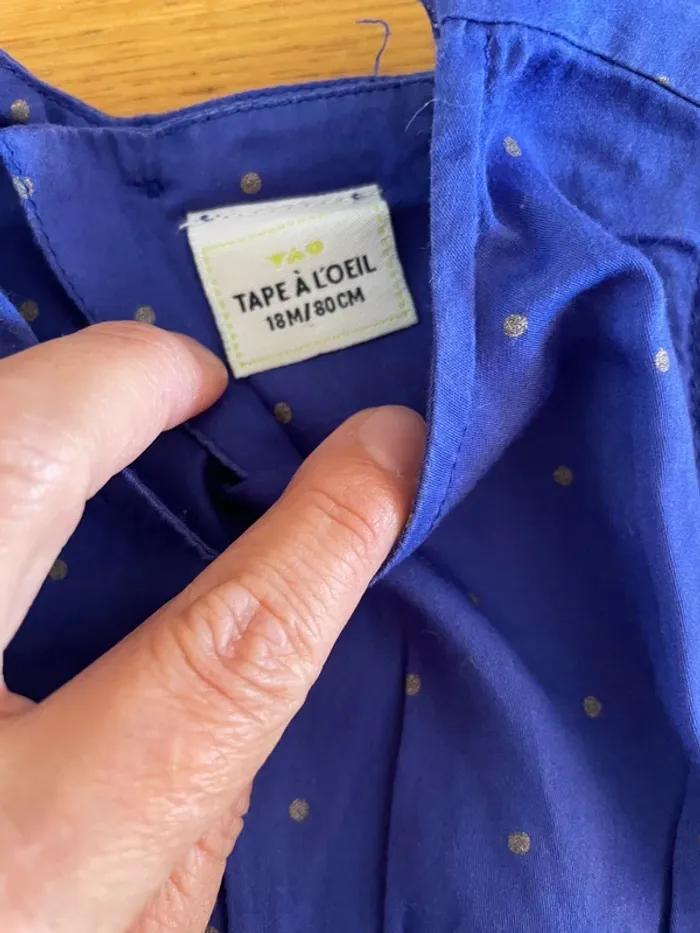 TAO
TAPE À L'OEIL
18M/80CM